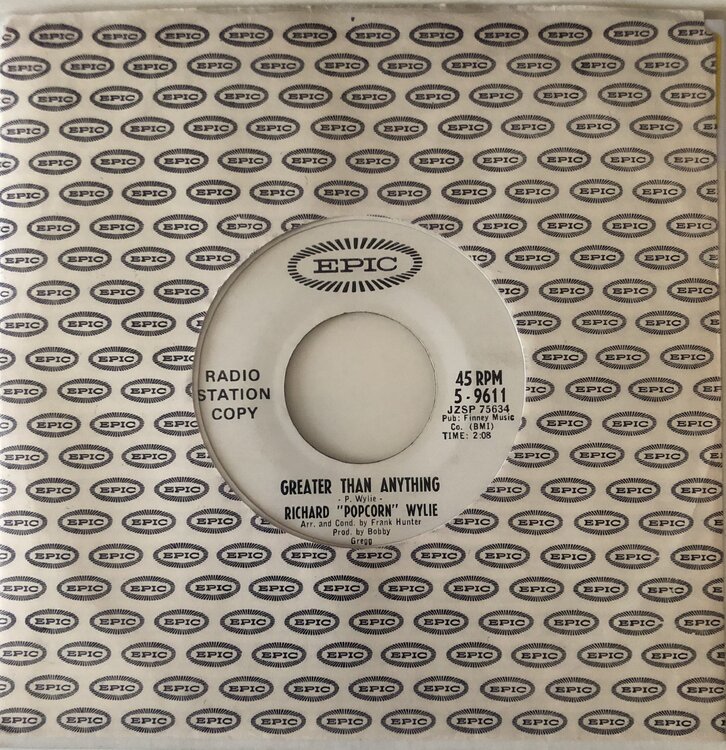 EPIC
RADIO
STATION
COPY
45 RPM
5-9611
JZSP 75634
Pub: Finney Music
Co. (BMI)
TIME: 2:08
GREATER THAN ANYTHING
- P. Wylie -
RICHARD "POPCORN" WYLIE
Arr. and Cond. by Frank Hunter
Prod. by Bobby
Gregg